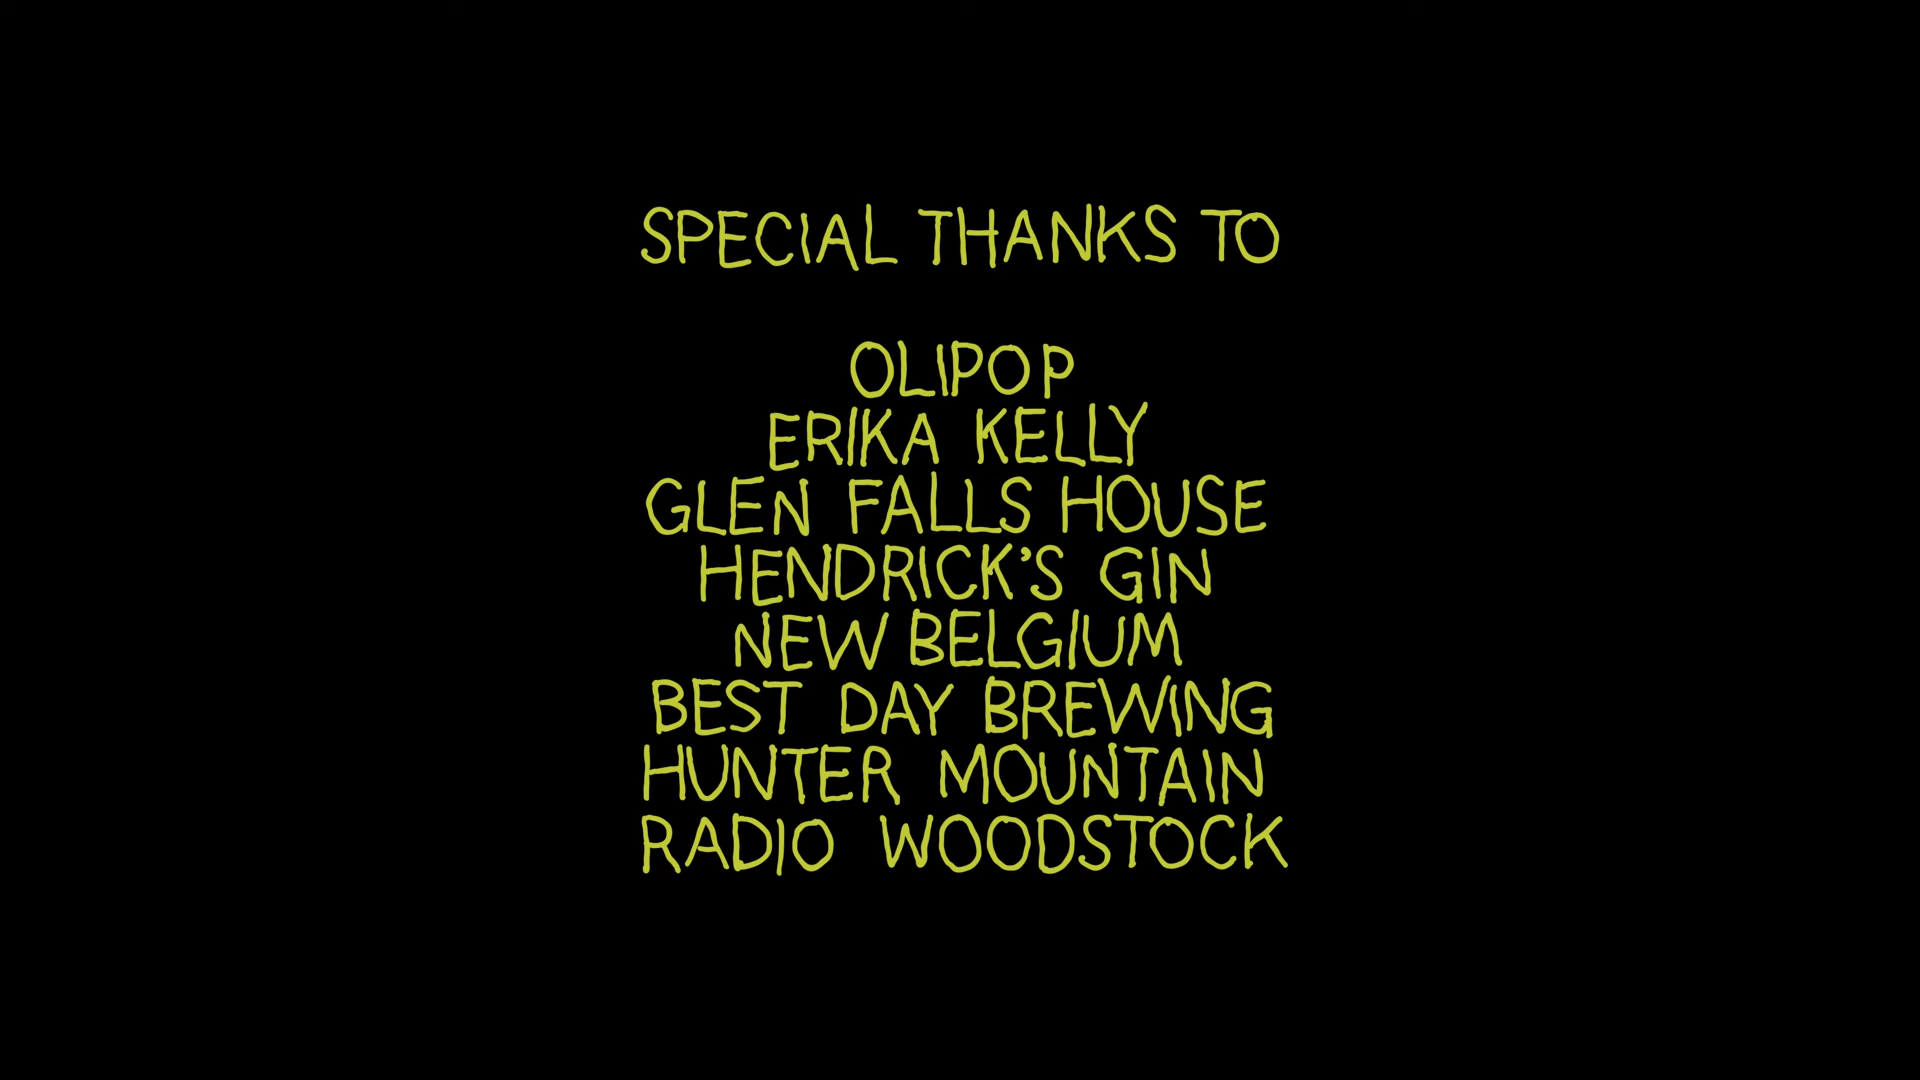 SPECIAL THANKS TO
OLIPOP
ERIKA KELLY
GLEN FALLS HOUSE
HENDRICK'S GIN
NEW BELGIUM
BEST DAY BREWING
HUNTER MOUNTAIN
RADIO WOODSTOCK